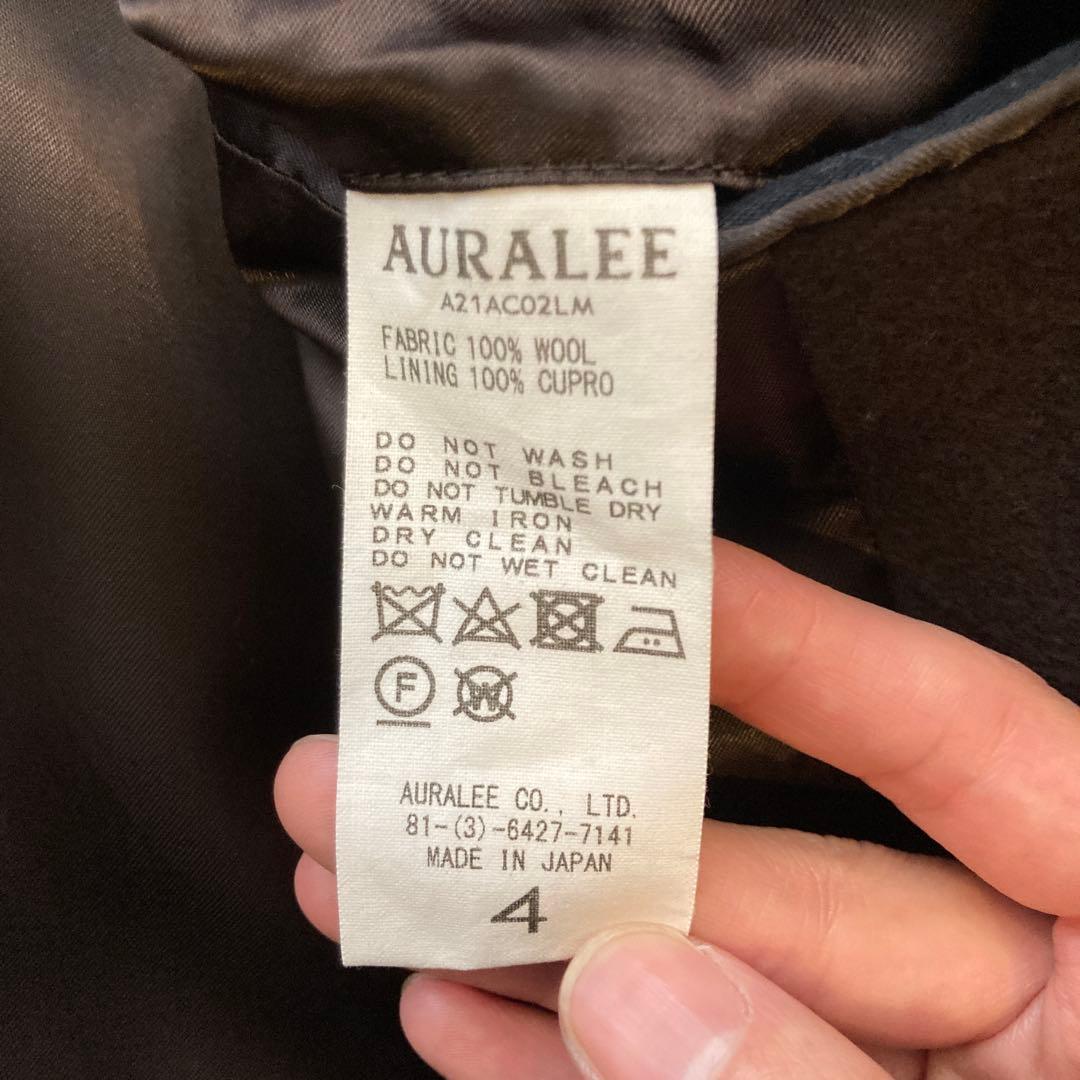 AURALEE
A21AC02LM
FABRIC 100% WOOL
LINING 100% CUPRO
DO NOT WASH
DO NOT BLEACH
DO NOT TUMBLE DRY
WARM IRON
DRY CLEAN
DO NOT WET CLEAN
F W
AURALEE CO., LTD.
81-(3)-6427-7141
MADE IN JAPAN
4